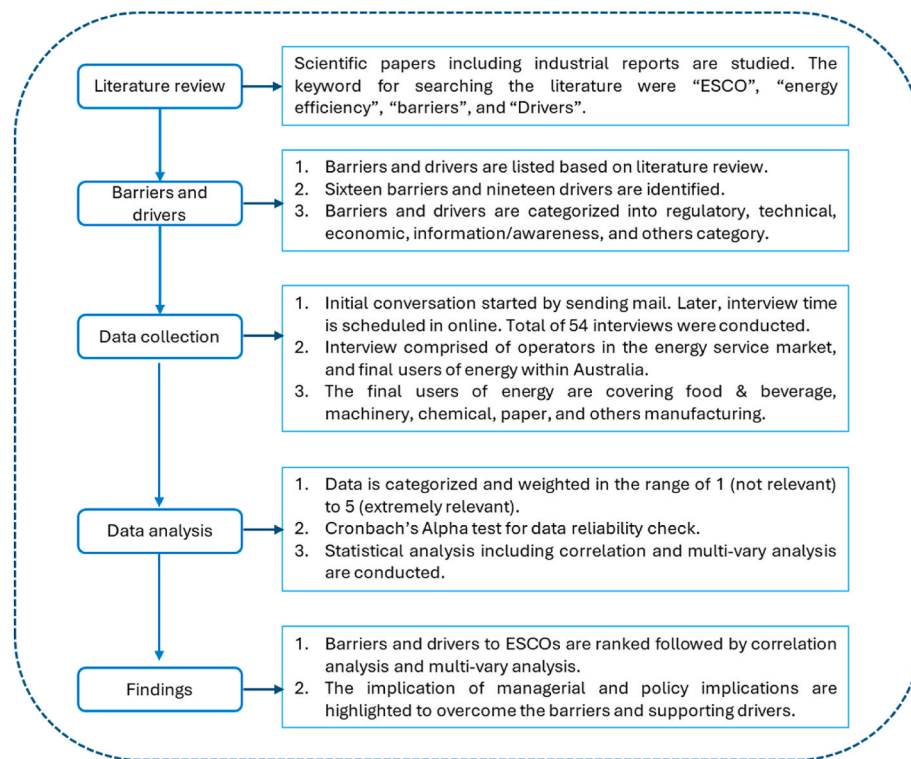 Literature review
Scientific papers including industrial reports are studied. The
keyword for searching the literature were “ESCO”, “energy
efficiency”, “barriers”, and “Drivers”.
Barriers and
drivers
1. Barriers and drivers are listed based on literature review.
2. Sixteen barriers and nineteen drivers are identified.
3. Barriers and drivers are categorized into regulatory, technical,
economic, information/awareness, and others category.
Data collection
1. Initial conversation started by sending mail. Later, interview time
is scheduled in online. Total of 54 interviews were conducted.
2. Interview comprised of operators in the energy service market,
and final users of energy within Australia.
3. The final users of energy are covering food & beverage,
machinery, chemical, paper, and others manufacturing.
Data analysis
1. Data is categorized and weighted in the range of 1 (not relevant)
to 5 (extremely relevant).
2. Cronbach’s Alpha test for data reliability check.
3. Statistical analysis including correlation and multi-vary analysis
are conducted.
Findings
1. Barriers and drivers to ESCOs are ranked followed by correlation
analysis and multi-vary analysis.
2. The implication of managerial and policy implications are
highlighted to overcome the barriers and supporting drivers.